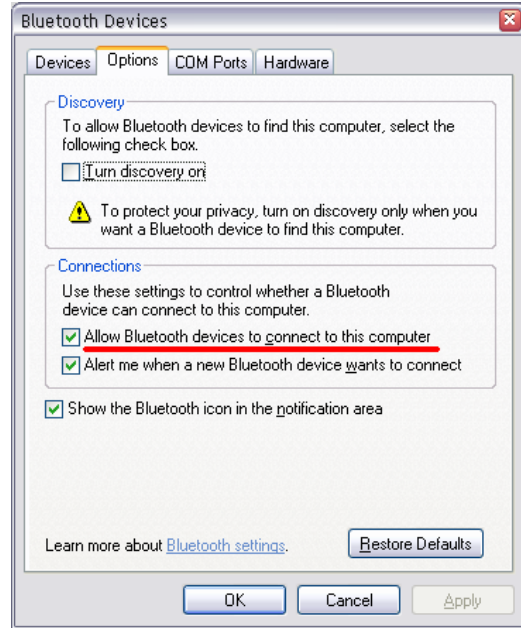 Bluetooth Devices
Devices Options COM Ports Hardware
Discovery
To allow Bluetooth devices to find this computer, select the
following check box.
Turn discovery on
To protect your privacy, turn on discovery only when you
want a Bluetooth device to find this computer.
Connections
Use these settings to control whether a Bluetooth
device can connect to this computer.
Allow Bluetooth devices to connect to this computer
Alert me when a new Bluetooth device wants to connect
Show the Bluetooth icon in the notification area
Learn more about Bluetooth settings. Restore Defaults
OK Cancel Apply